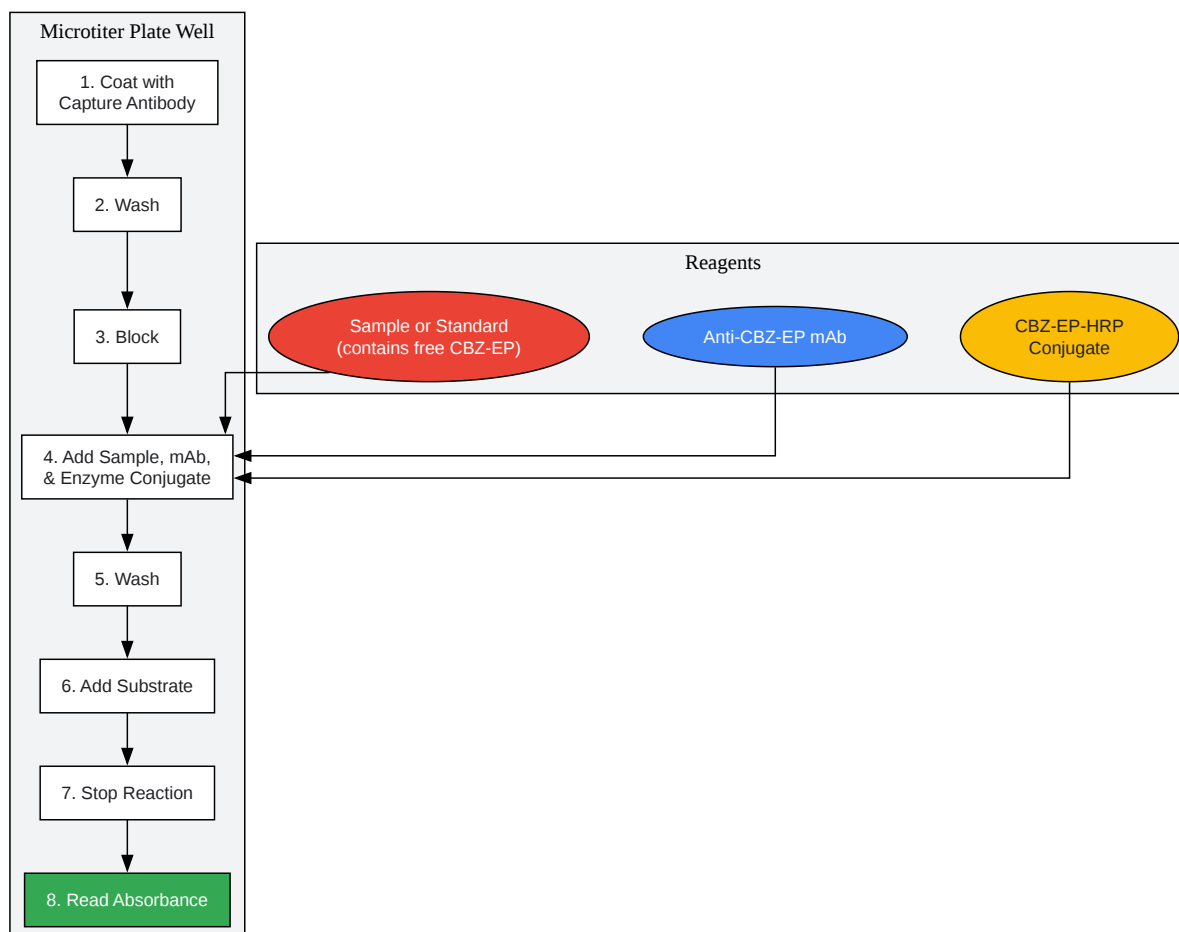 Microtiter Plate Well
1. Coat with
Capture Antibody
2. Wash
3. Block
Reagents
Sample or Standard
(contains free CBZ-EP)
Anti-CBZ-EP mAb
CBZ-EP-HRP
Conjugate
4. Add Sample, mAb,
& Enzyme Conjugate
5. Wash
6. Add Substrate
7. Stop Reaction
8. Read Absorbance